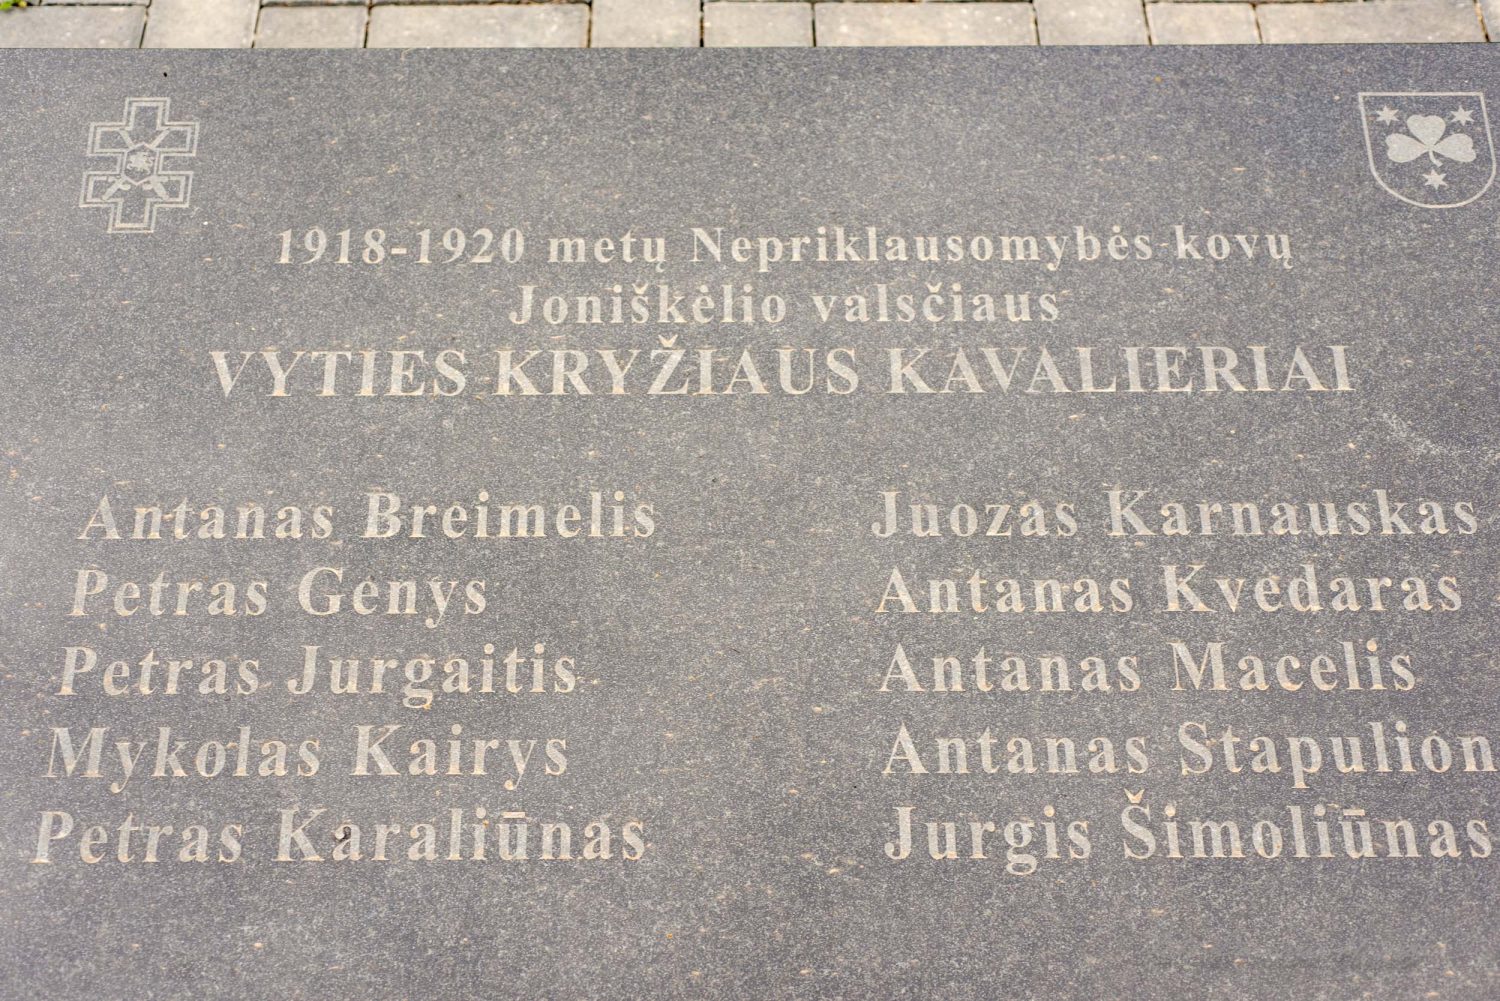 1918-1920 metų Nepriklausomybės kovų
Joniškėlio valsčiaus
VYTIES KRYŽIAUS KAVALIERIAI
Antanas Breimelis
Petras Genys
Petras Jurgaitis
Mykolas Kairys
Petras Karaliūnas
Juozas Karnauskas
Antanas Kvedaras
Antanas Macelis
Antanas
Jurgis Šimoliūnas